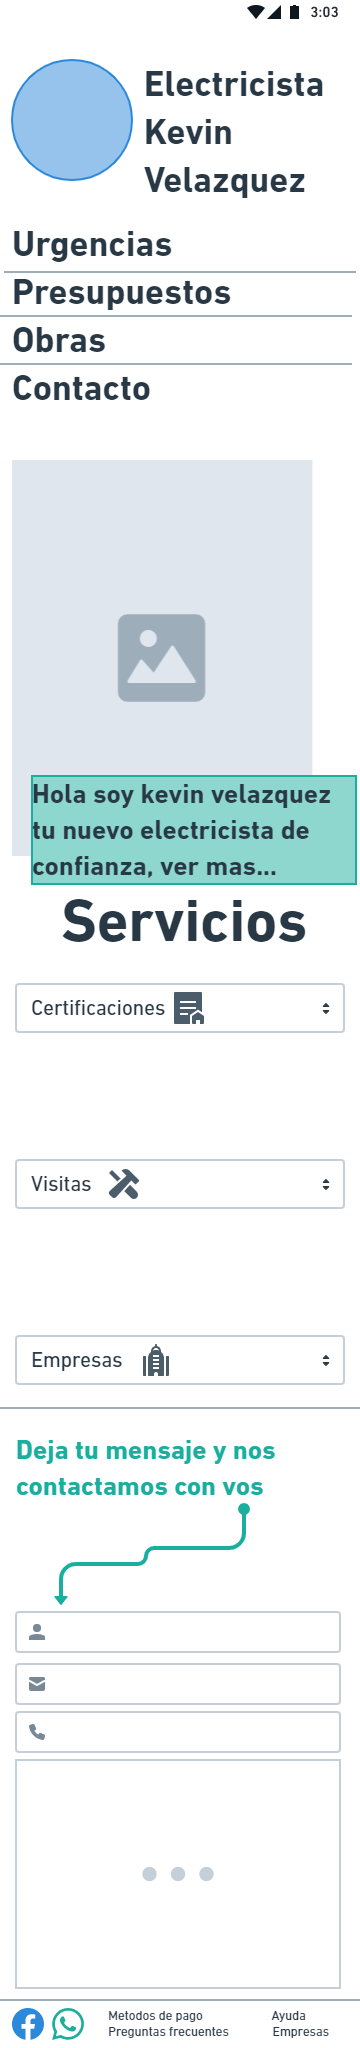 3:03
Electricista
Kevin
Velazquez
Urgencias
Presupuestos
Obras
Contacto
Hola soy kevin velazquez
tu nuevo electricista de
confianza, ver mas...
Servicios
Certificaciones
Visitas
Empresas
Deja tu mensaje y nos
contactamos con vos
Metodos de pago
Ayuda
Preguntas frecuentes
Empresas